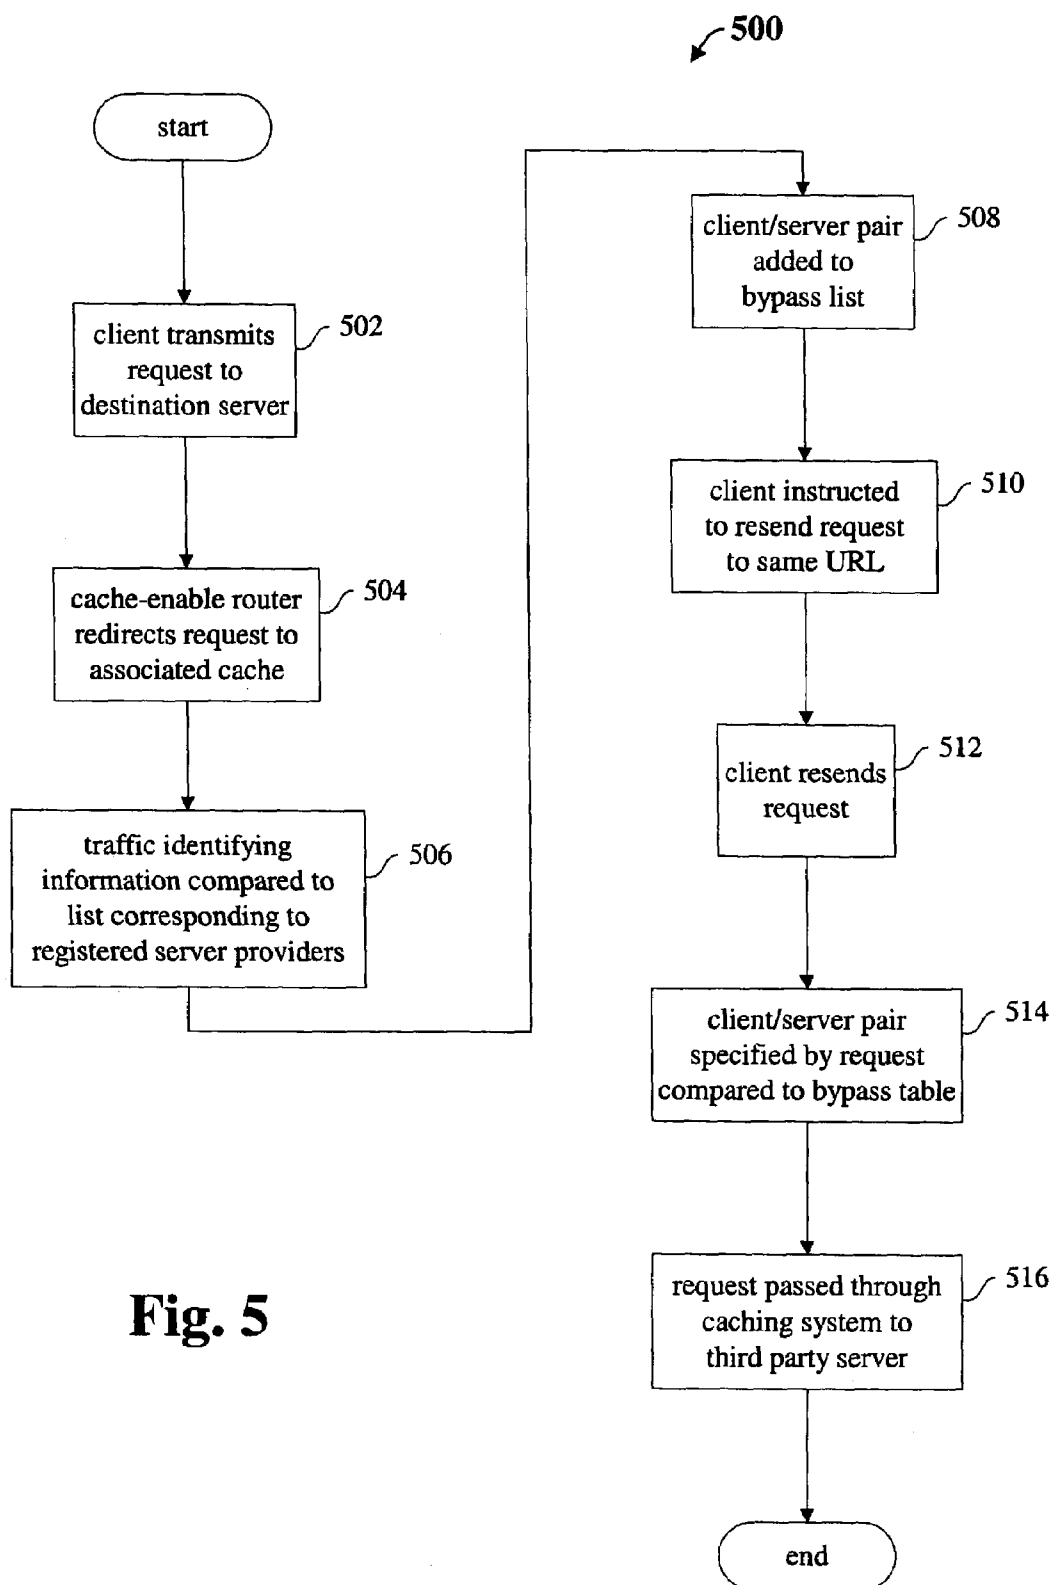 500
start
client transmits
request to
destination server
502
cache-enable router
redirects request to
associated cache
504
traffic identifying
information compared to
list corresponding to
registered server providers
506
client/server pair
added to
bypass list
508
client instructed
to resend request
to same URL
510
client resends
request
512
client/server pair
specified by request
compared to bypass table
514
request passed through
caching system to
third party server
516
end
Fig. 5